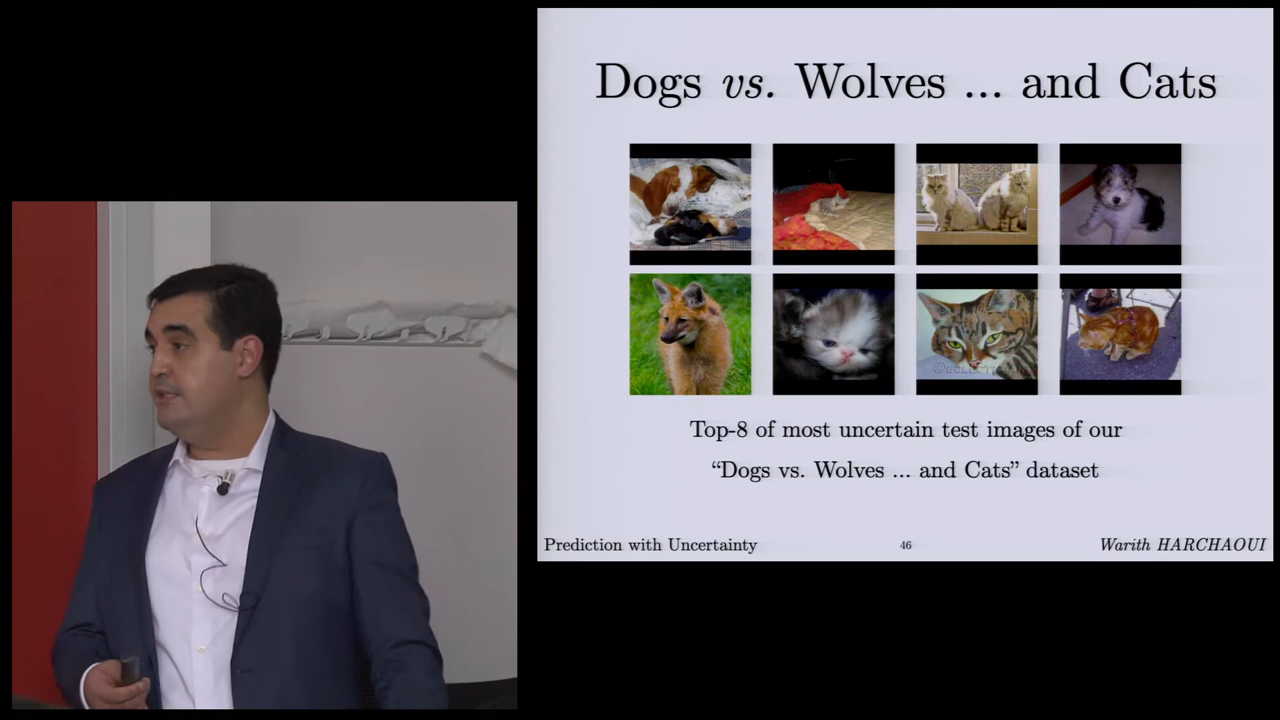 Dogs vs. Wolves ... and Cats
Top-8 of most uncertain test images of our
“Dogs vs. Wolves ... and Cats” dataset
Prediction with Uncertainty
46
Warith HARCHAOUI